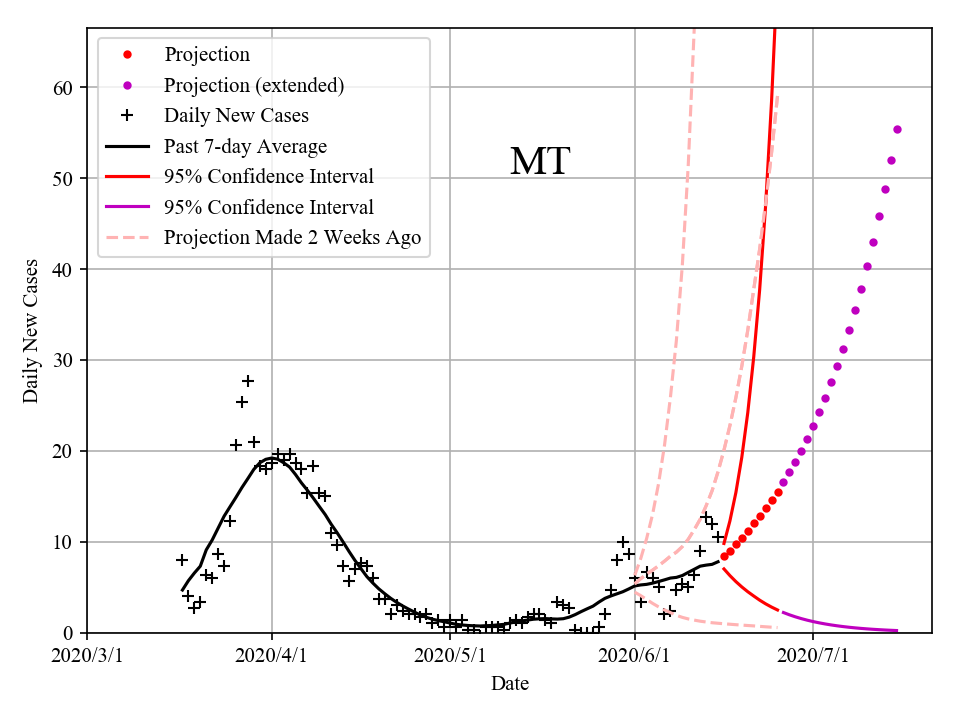 Projection
Projection (extended)
Daily New Cases
Past 7-day Average
95% Confidence Interval
95% Confidence Interval
Projection Made 2 Weeks Ago
MT
Daily New Cases
60
50
40
30
20
10
0
2020/3/1 2020/4/1 2020/5/1 2020/6/1 2020/7/1
Date